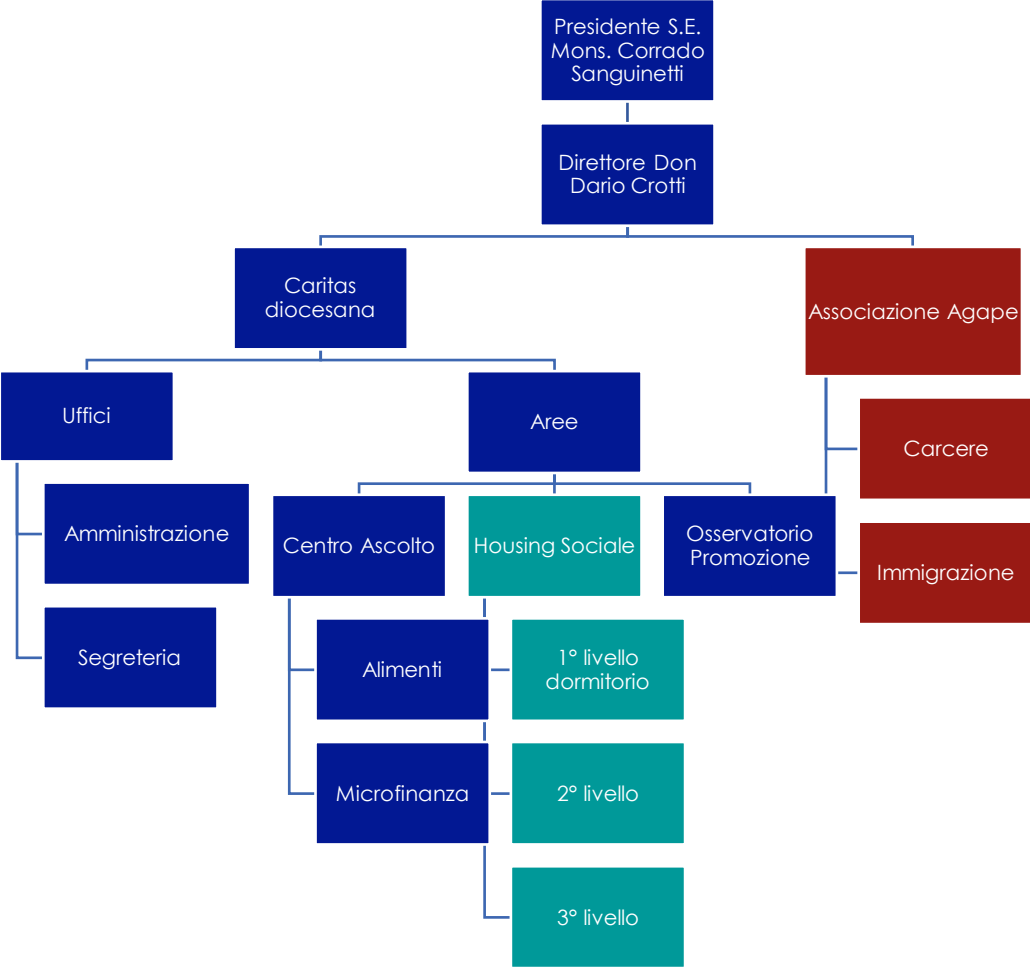 Presidente S.E.
Mons. Corrado
Sanguinetti
Direttore Don
Dario Crotti
Caritas
diocesana
Associazione Agape
Uffici
Aree
Carcere
Amministrazione
Centro Ascolto
Housing Sociale
Osservatorio
Promozione
Immigrazione
Segreteria
Alimenti
1° livello
dormitorio
Microfinanza
2° livello
3° livello